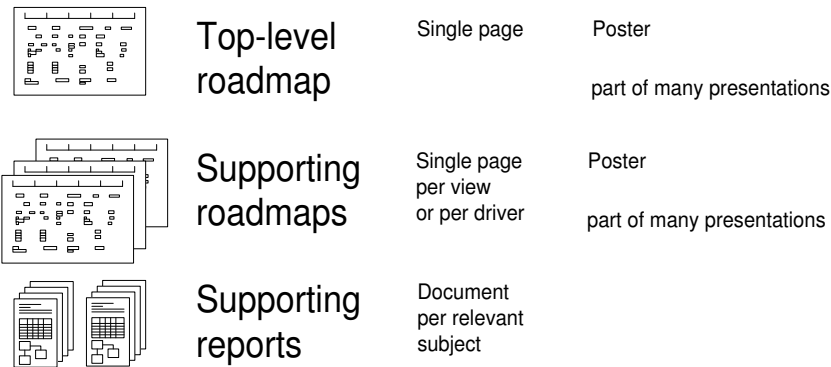 Top-level
roadmap
Single page
Poster
part of many presentations
Supporting
roadmaps
Single page
per view
or per driver
Poster
part of many presentations
Supporting
reports
Document
per relevant
subject